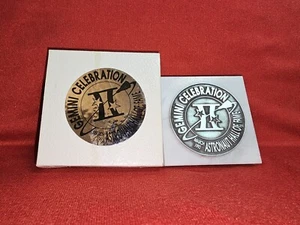 GEMINI CELEBRATION
II
ASTRONAUT HALL OF FAME
GEMINI CELEBRATION
II
ASTRONAUT HALL OF FAME